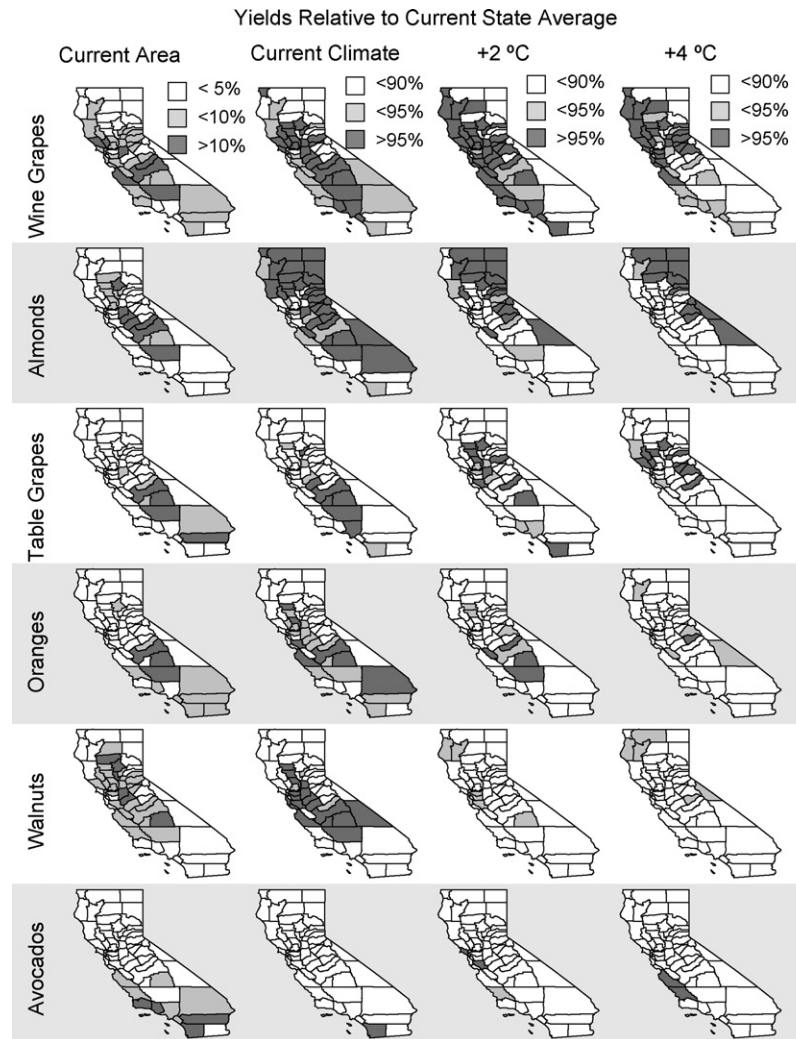 Yields Relative to Current State Average
Current Area
Current Climate
+2 ºC
+4 ºC
< 5%
<10%
>10%
<90%
<95%
>95%
<90%
<95%
>95%
<90%
<95%
>95%
Wine Grapes
Almonds
Table Grapes
Oranges
Walnuts
Avocados